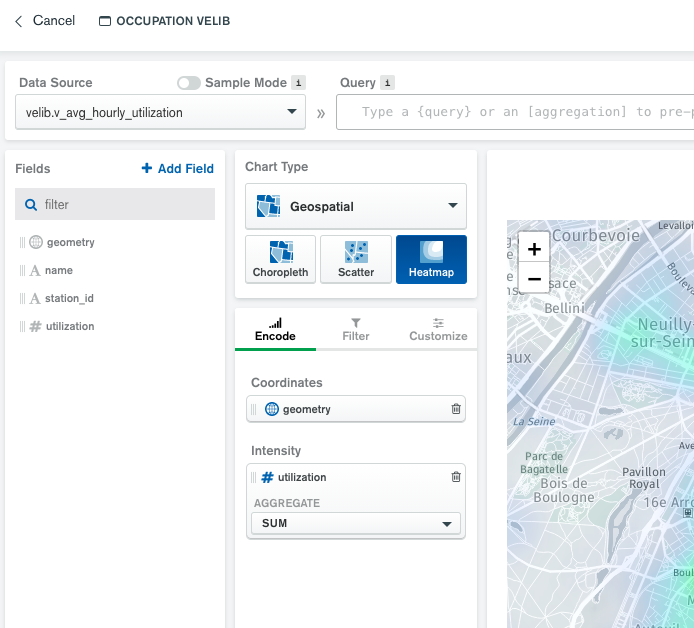 Cancel
OCCUPATION VELIB
Data Source
Sample Mode i
Query i
velib.v_avg_hourly_utilization
»
Type a {query} or an [aggregation] to pre-p
Fields
+ Add Field
filter
geometry
A name
A station_id
# utilization
Chart Type
Geospatial
Choropleth
Scatter
Heatmap
Encode
Filter
Customize
Coordinates
geometry
Intensity
# utilization
AGGREGATE
SUM
+
−
Levalloi
Courbevoie
Bouleva
Bellini
Neuilly-
sur-Sein
aux
La Seine
Ave
Parc de
Bagatelle
Bois de
Boulogne
Pavillon
Royal
16e Arro
Boul
Auteuil